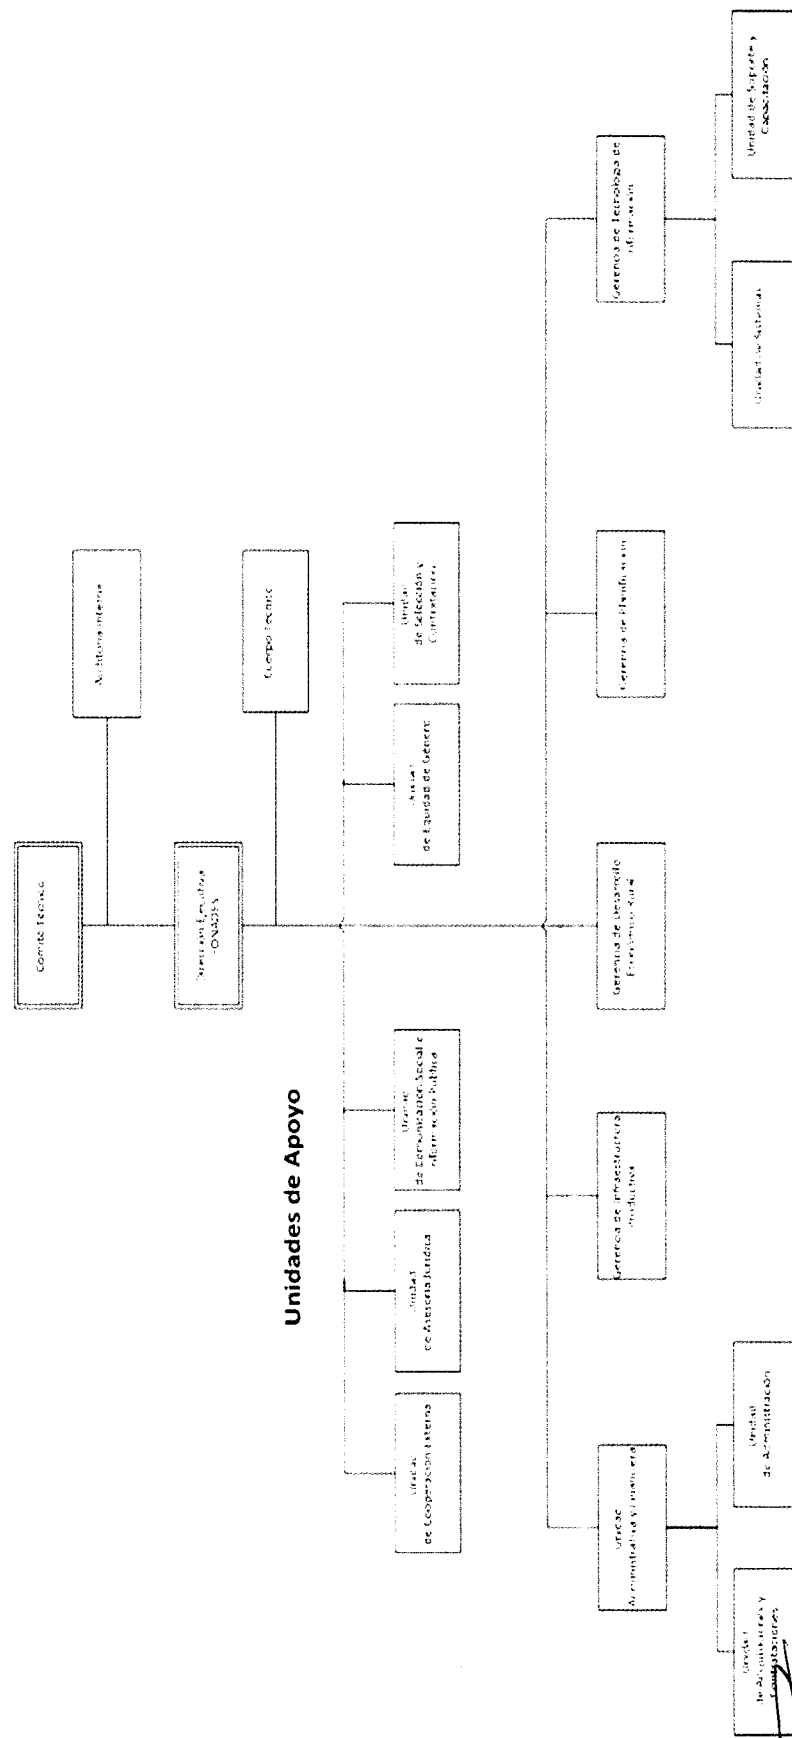 Comité Técnico
Auditoría Interna
Dirección Ejecutiva
FONADES
Cuerpo Técnico
Unidades de Apoyo
Unidad
de Cooperación Externa
Unidad
de Asesoría Jurídica
Unidad
de Comunicación Social e
Información Pública
Unidad
de Equidad de Género
Unidad
de Selección y
Contratación
Unidad
Administrativa y Financiera
Gerencia de Infraestructura
Productiva
Gerencia de Desarrollo
Económico Rural
Gerencia de Planificación
Gerencia de Tecnología de
Información
Unidad
de Adquisiciones y
Contrataciones
Unidad
de Administración
Unidad de Sistemas
Unidad de Soporte y
Capacitación